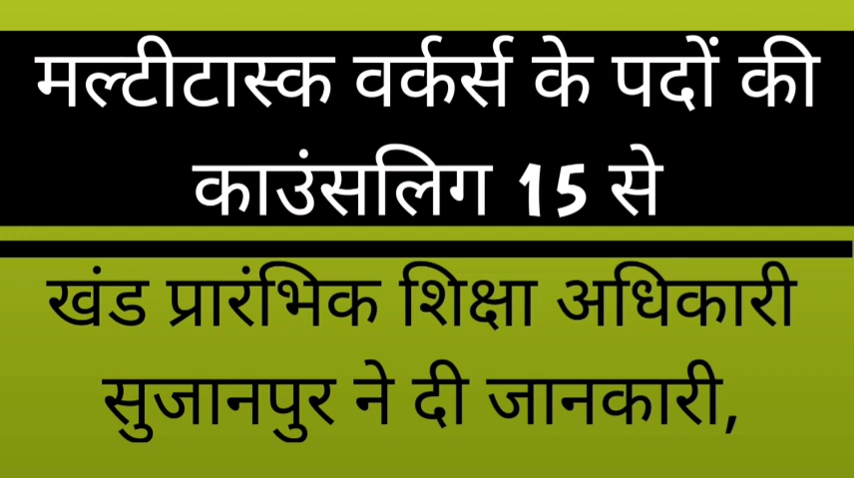 मल्टीटास्क वर्कर्स के पदों की
काउंसलिग 15 से
खंड प्रारंभिक शिक्षा अधिकारी
सुजानपुर ने दी जानकारी,